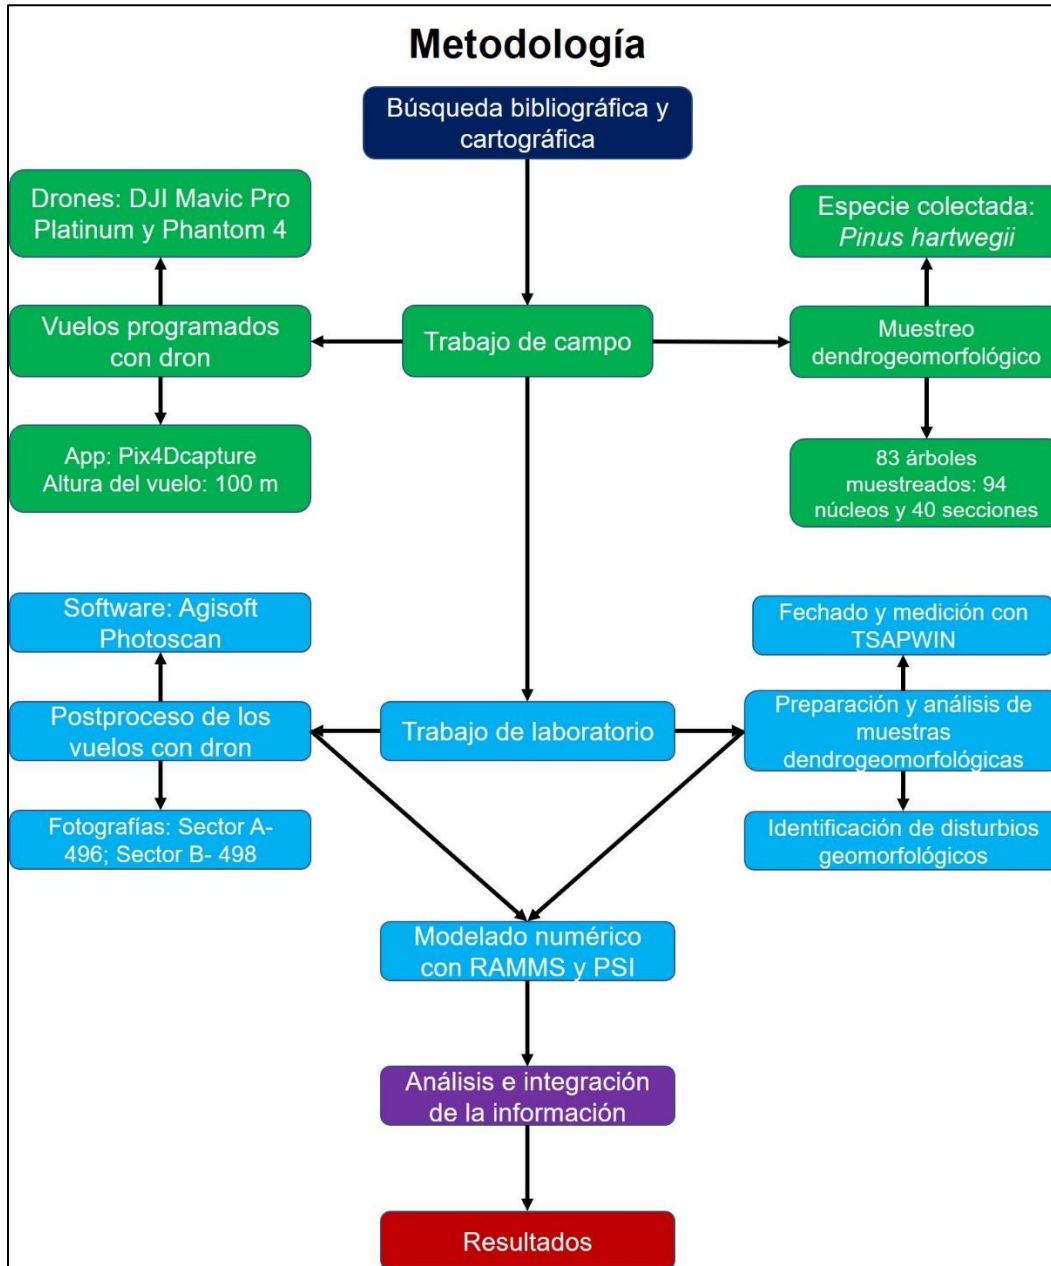 Metodología
Búsqueda bibliográfica y
cartográfica
Drones: DJI Mavic Pro
Platinum y Phantom 4
Especie colectada:
Pinus hartwegii
Vuelos programados
con dron
Trabajo de campo
Muestreo
dendrogeomorfológico
App: Pix4Dcapture
Altura del vuelo: 100 m
83 árboles
muestreados: 94
núcleos y 40 secciones
Software: Agisoft
Photoscan
Fechado y medición con
TSAPWIN
Postproceso de los
vuelos con dron
Trabajo de laboratorio
Preparación y análisis de
muestras
dendrogeomorfológicas
Fotografías: Sector A-
496; Sector B- 498
Identificación de disturbios
geomorfológicos
Modelado numérico
con RAMMS y PSI
Análisis e integración
de la información
Resultados